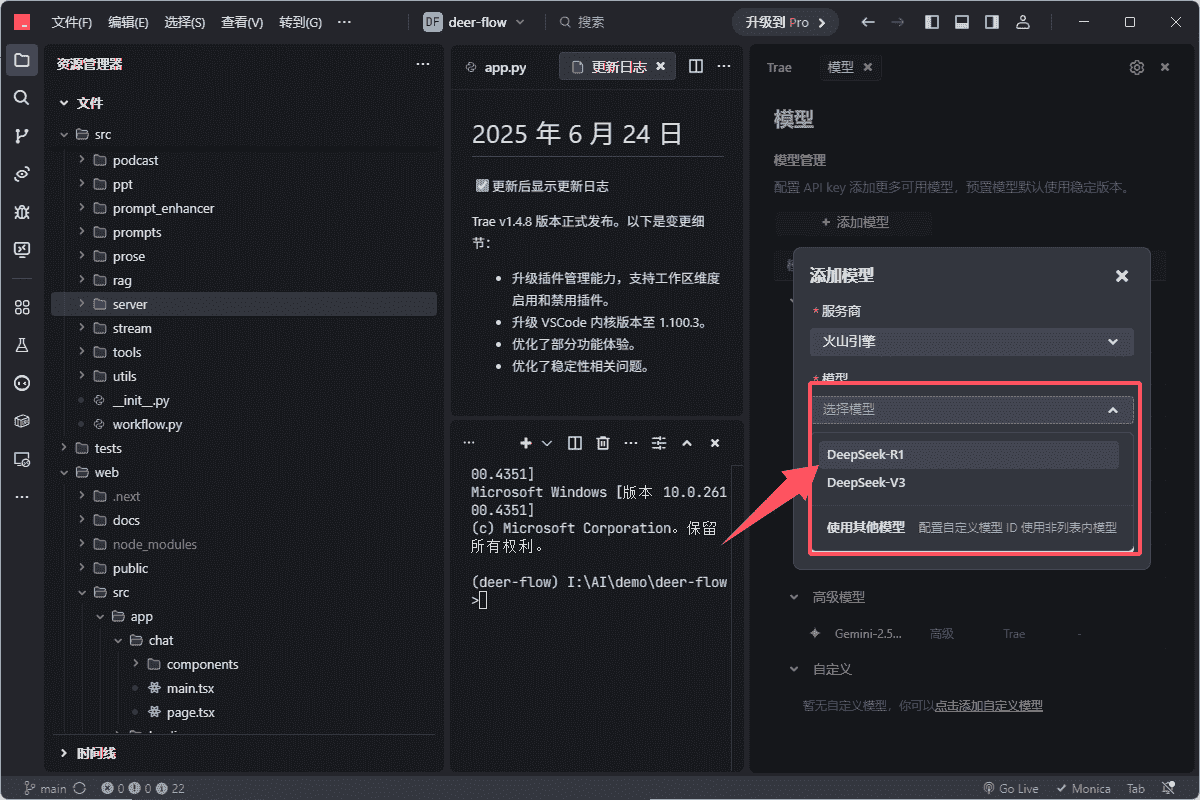 文件(F) 编辑(E) 选择(S) 查看(V) 转到(G) ··· DF deer-flow 搜索 升级到 Pro
资源管理器 ···
文件
src
podcast
ppt
prompt_enhancer
prompts
prose
rag
server
stream
tools
utils
__init__.py
workflow.py
tests
web
.next
docs
node_modules
public
src
app
chat
components
main.tsx
page.tsx
时间线
app.py 更新日志 ···
2025 年 6 月 24 日
更新后显示更新日志
Trae v1.4.8 版本正式发布。以下是变更细
节：
• 升级插件管理能力，支持工作区维度
启用和禁用插件。
• 升级 VSCode 内核版本至 1.100.3。
• 优化了部分功能体验。
• 优化了稳定性相关问题。
00.4351]
Microsoft Windows [版本 10.0.261
00.4351]
(c) Microsoft Corporation。保留
所有权利。
(deer-flow) I:\AI\demo\deer-flow
>
Trae 模型
模型
模型管理
配置 API key 添加更多可用模型，预置模型默认使用稳定版本。
+ 添加模型
添加模型
* 服务商
火山引擎
* 模型
选择模型
DeepSeek-R1
DeepSeek-V3
使用其他模型 配置自定义模型 ID 使用非列表内模型
高级模型
Gemini-2.5... 高级 Trae -
自定义
暂无自定义模型，你可以点击添加自定义模型
main 0 0 22 Go Live Monica Tab